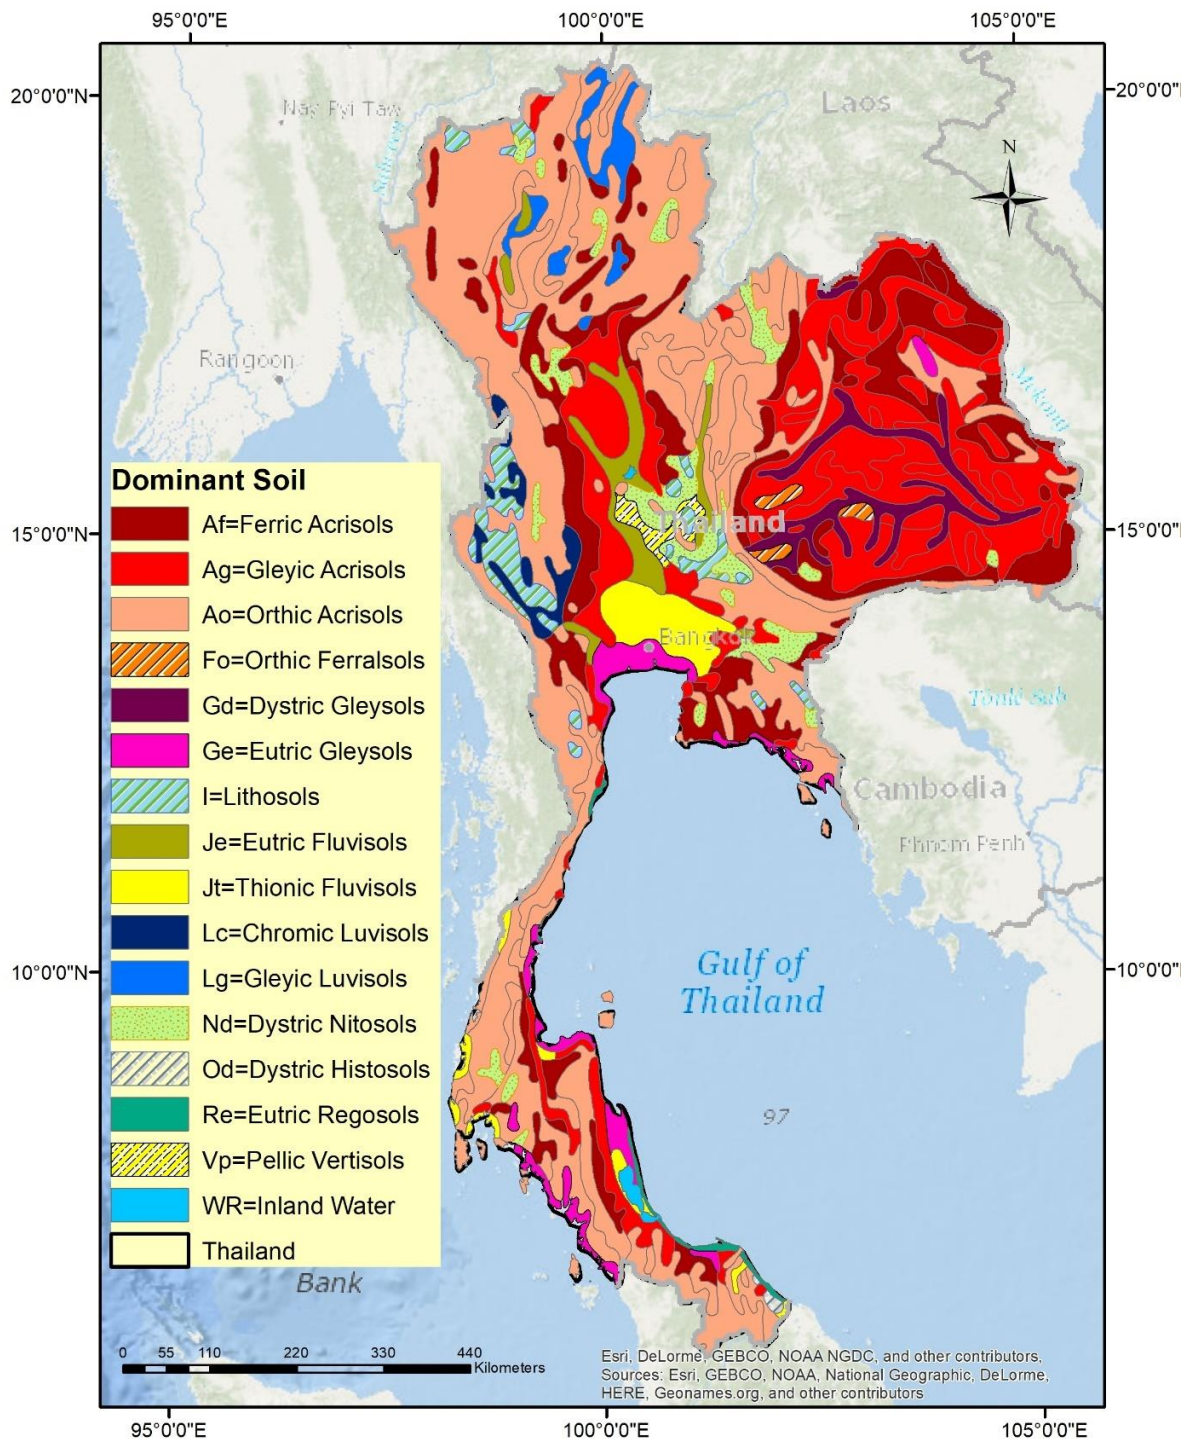 95°0'0"E
100°0'0"E
105°0'0"E
20°0'0"N
20°0'0"N
Nay Pyi Taw
Laos
N
Salween
Rangoon
Mekong
Dominant Soil
Af=Ferric Acrisols
Ag=Gleyic Acrisols
Ao=Orthic Acrisols
Fo=Orthic Ferralsols
Gd=Dystric Gleysols
Ge=Eutric Gleysols
I=Lithosols
Je=Eutric Fluvisols
Jt=Thionic Fluvisols
Lc=Chromic Luvisols
Lg=Gleyic Luvisols
Nd=Dystric Nitosols
Od=Dystric Histosols
Re=Eutric Regosols
Vp=Pellic Vertisols
WR=Inland Water
Thailand
15°0'0"N
15°0'0"N
Thailand
Bangkok
Tônlé Sab
Cambodia
Phnom Penh
10°0'0"N
10°0'0"N
Gulf of
Thailand
97
Bank
0 55 110 220 330 440
Kilometers
Esri, DeLorme, GEBCO, NOAA NGDC, and other contributors,
Sources: Esri, GEBCO, NOAA, National Geographic, DeLorme,
HERE, Geonames.org, and other contributors
95°0'0"E
100°0'0"E
105°0'0"E